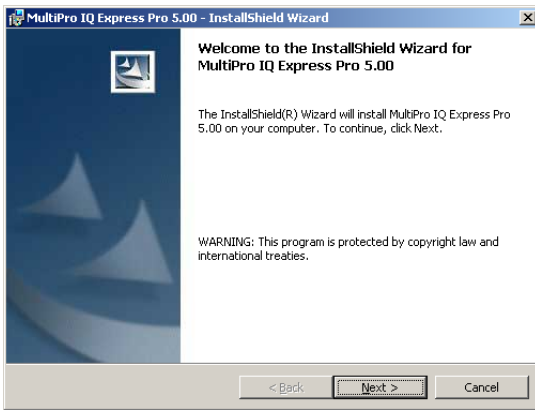 MultiPro IQ Express Pro 5.00 - InstallShield Wizard
Welcome to the InstallShield Wizard for
MultiPro IQ Express Pro 5.00
The InstallShield(R) Wizard will install MultiPro IQ Express Pro
5.00 on your computer. To continue, click Next.
WARNING: This program is protected by copyright law and
international treaties.
< Back
Next >
Cancel